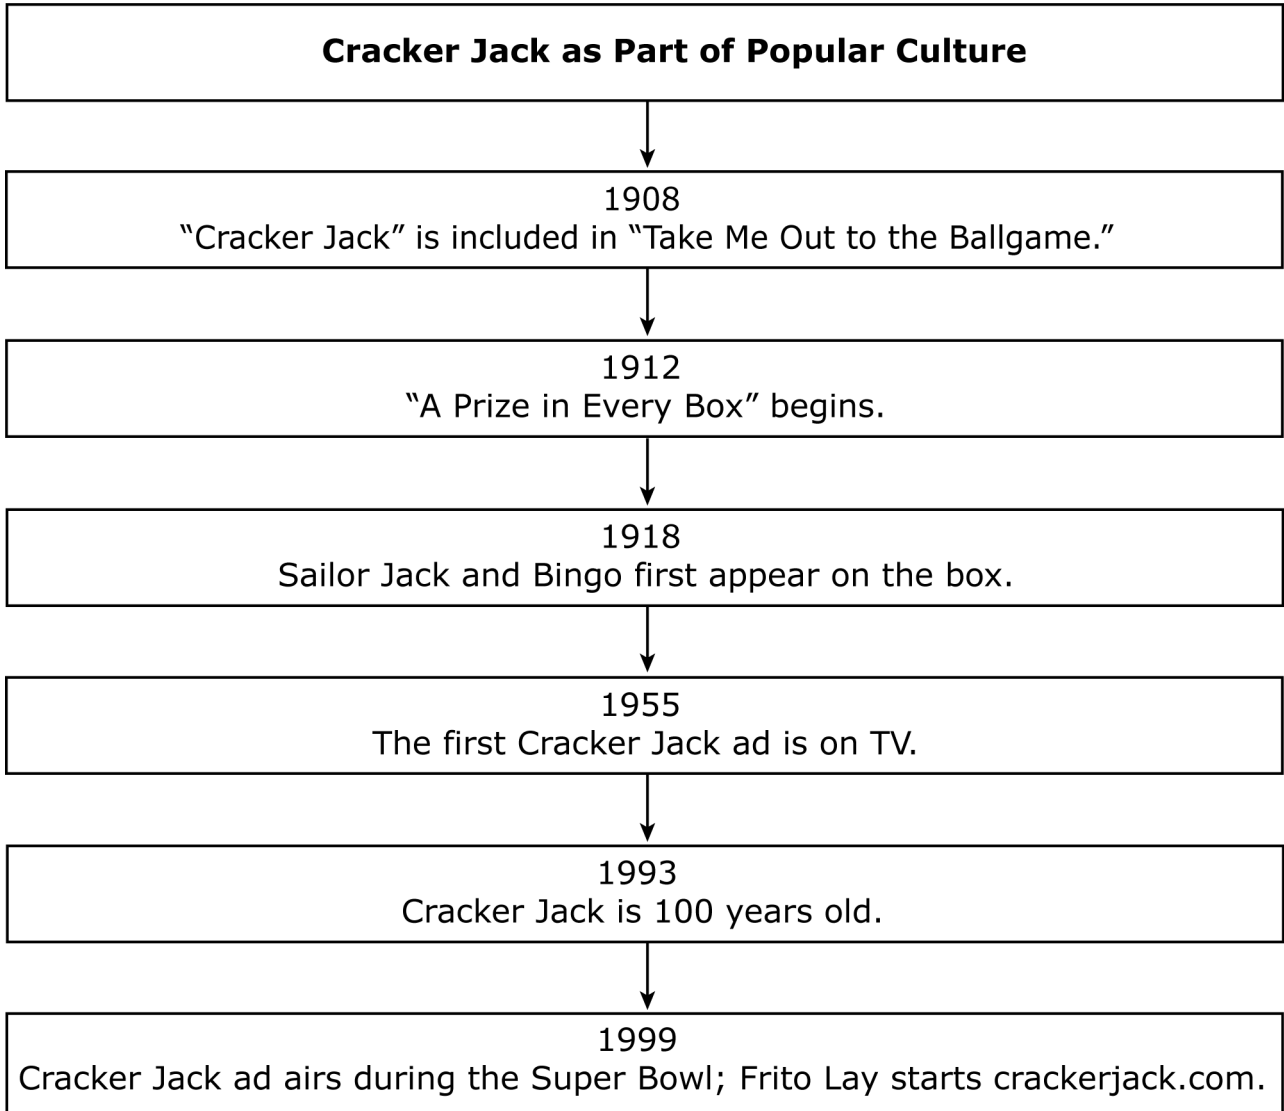 Cracker Jack as Part of Popular Culture
1908
“Cracker Jack” is included in “Take Me Out to the Ballgame.”
1912
“A Prize in Every Box” begins.
1918
Sailor Jack and Bingo first appear on the box.
1955
The first Cracker Jack ad is on TV.
1993
Cracker Jack is 100 years old.
1999
Cracker Jack ad airs during the Super Bowl; Frito Lay starts crackerjack.com.